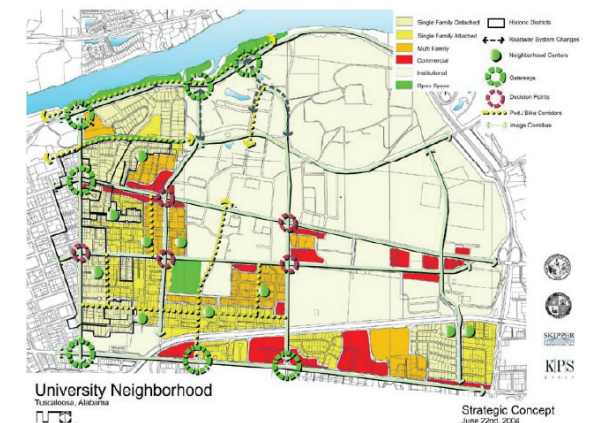 Single Family Detached
Single Family Attached
Multi Family
Commercial
Institutional
Open Space
Historic Districts
Roadway System Changes
Neighborhood Centers
Gateways
Decision Points
Ped./ Bike Corridors
Image Corridors
SKIPPER
KPS
GROUP
University Neighborhood
Tuscaloosa, Alabama
Strategic Concept
June 22nd, 2004